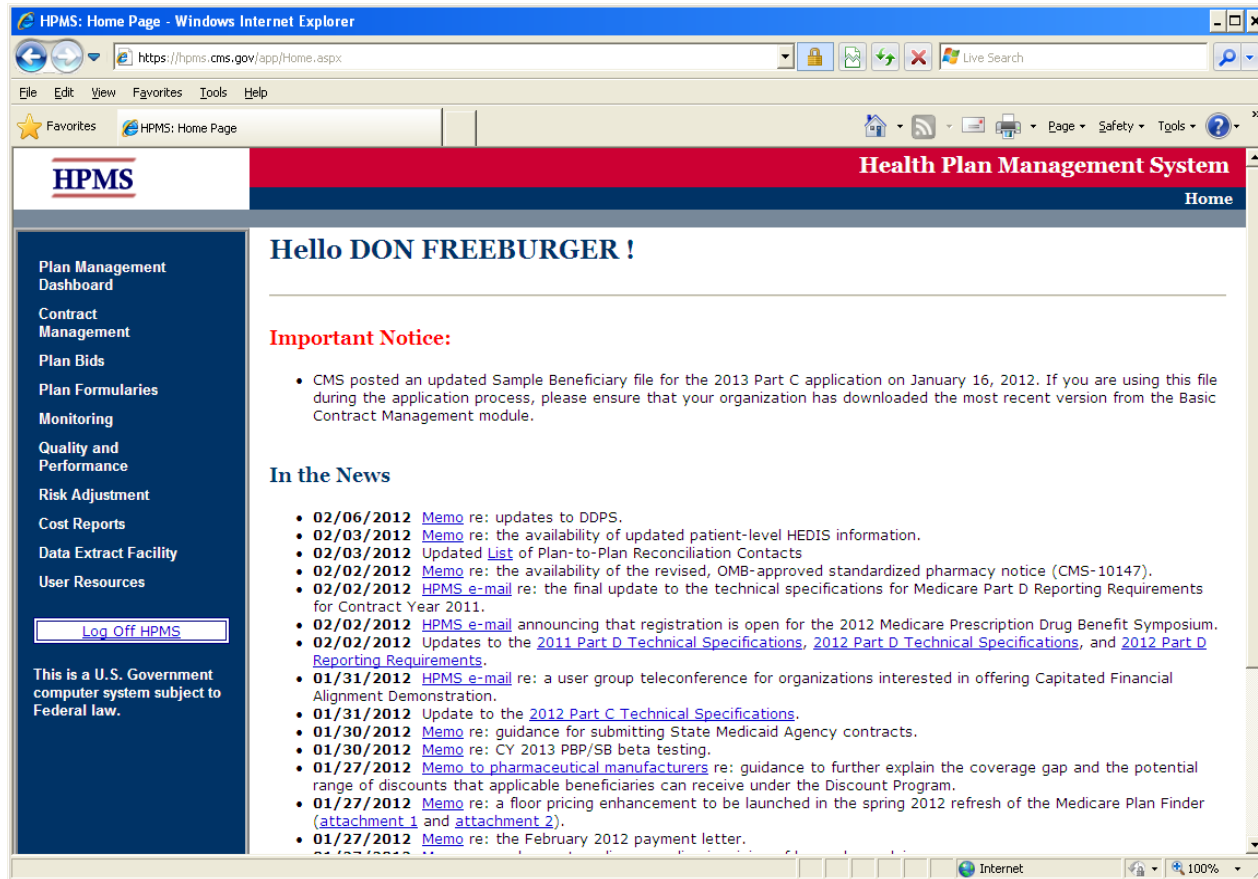 HPMS: Home Page - Windows Internet Explorer
https://hpms.cms.gov/app/Home.aspx
Live Search
File Edit View Favorites Tools Help
Favorites HPMS: Home Page
Page Safety Tools
HPMS
Health Plan Management System
Home
Plan Management
Dashboard
Contract
Management
Plan Bids
Plan Formularies
Monitoring
Quality and
Performance
Risk Adjustment
Cost Reports
Data Extract Facility
User Resources
Log Off HPMS
This is a U.S. Government
computer system subject to
Federal law.
Hello DON FREEBURGER !
Important Notice:
• CMS posted an updated Sample Beneficiary file for the 2013 Part C application on January 16, 2012. If you are using this file
during the application process, please ensure that your organization has downloaded the most recent version from the Basic
Contract Management module.
In the News
• 02/06/2012 Memo re: updates to DDPS.
• 02/03/2012 Memo re: the availability of updated patient-level HEDIS information.
• 02/03/2012 Updated List of Plan-to-Plan Reconciliation Contacts
• 02/02/2012 Memo re: the availability of the revised, OMB-approved standardized pharmacy notice (CMS-10147).
• 02/02/2012 HPMS e-mail re: the final update to the technical specifications for Medicare Part D Reporting Requirements
for Contract Year 2011.
• 02/02/2012 HPMS e-mail announcing that registration is open for the 2012 Medicare Prescription Drug Benefit Symposium.
• 02/02/2012 Updates to the 2011 Part D Technical Specifications, 2012 Part D Technical Specifications, and 2012 Part D
Reporting Requirements.
• 01/31/2012 HPMS e-mail re: a user group teleconference for organizations interested in offering Capitated Financial
Alignment Demonstration.
• 01/31/2012 Update to the 2012 Part C Technical Specifications.
• 01/30/2012 Memo re: guidance for submitting State Medicaid Agency contracts.
• 01/30/2012 Memo re: CY 2013 PBP/SB beta testing.
• 01/27/2012 Memo to pharmaceutical manufacturers re: guidance to further explain the coverage gap and the potential
range of discounts that applicable beneficiaries can receive under the Discount Program.
• 01/27/2012 Memo re: a floor pricing enhancement to be launched in the spring 2012 refresh of the Medicare Plan Finder
(attachment 1 and attachment 2).
• 01/27/2012 Memo re: the February 2012 payment letter.
Internet 100%